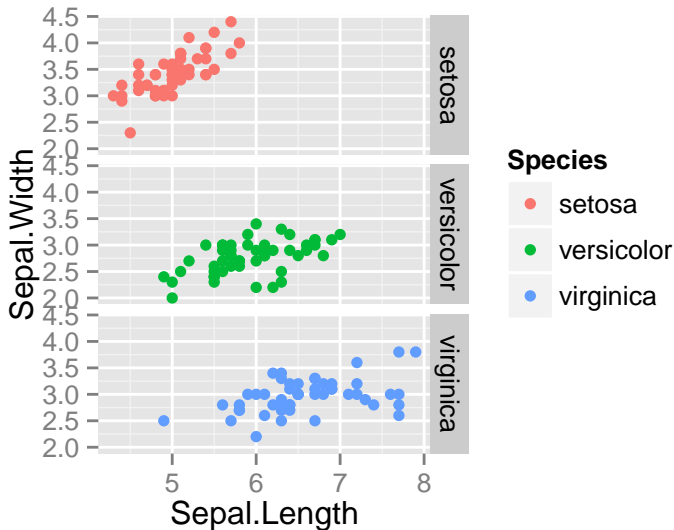 Sepal.Width
4.5
4.0
3.5
3.0
2.5
2.0
setosa
4.5
4.0
3.5
3.0
2.5
2.0
versicolor
4.5
4.0
3.5
3.0
2.5
2.0
virginica
5 6 7 8
Sepal.Length
Species
setosa
versicolor
virginica